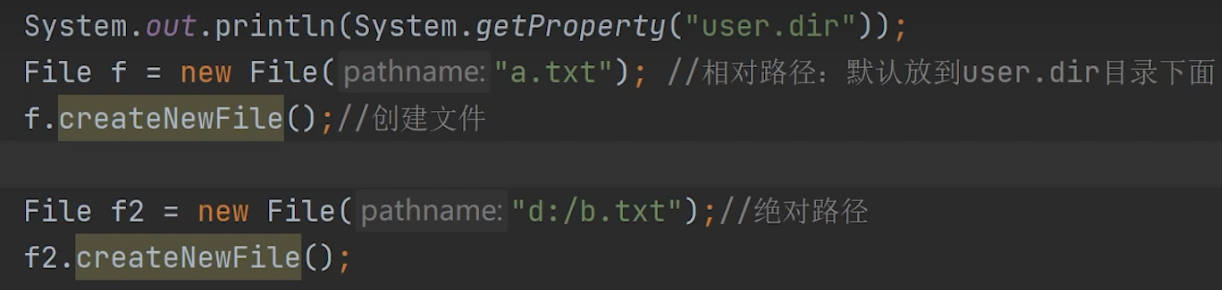 System.out.println(System.getProperty("user.dir"));
File f = new File( pathname: "a.txt"); //相对路径：默认放到user.dir目录下面
f.createNewFile();//创建文件
File f2 = new File( pathname: "d:/b.txt");//绝对路径
f2.createNewFile();